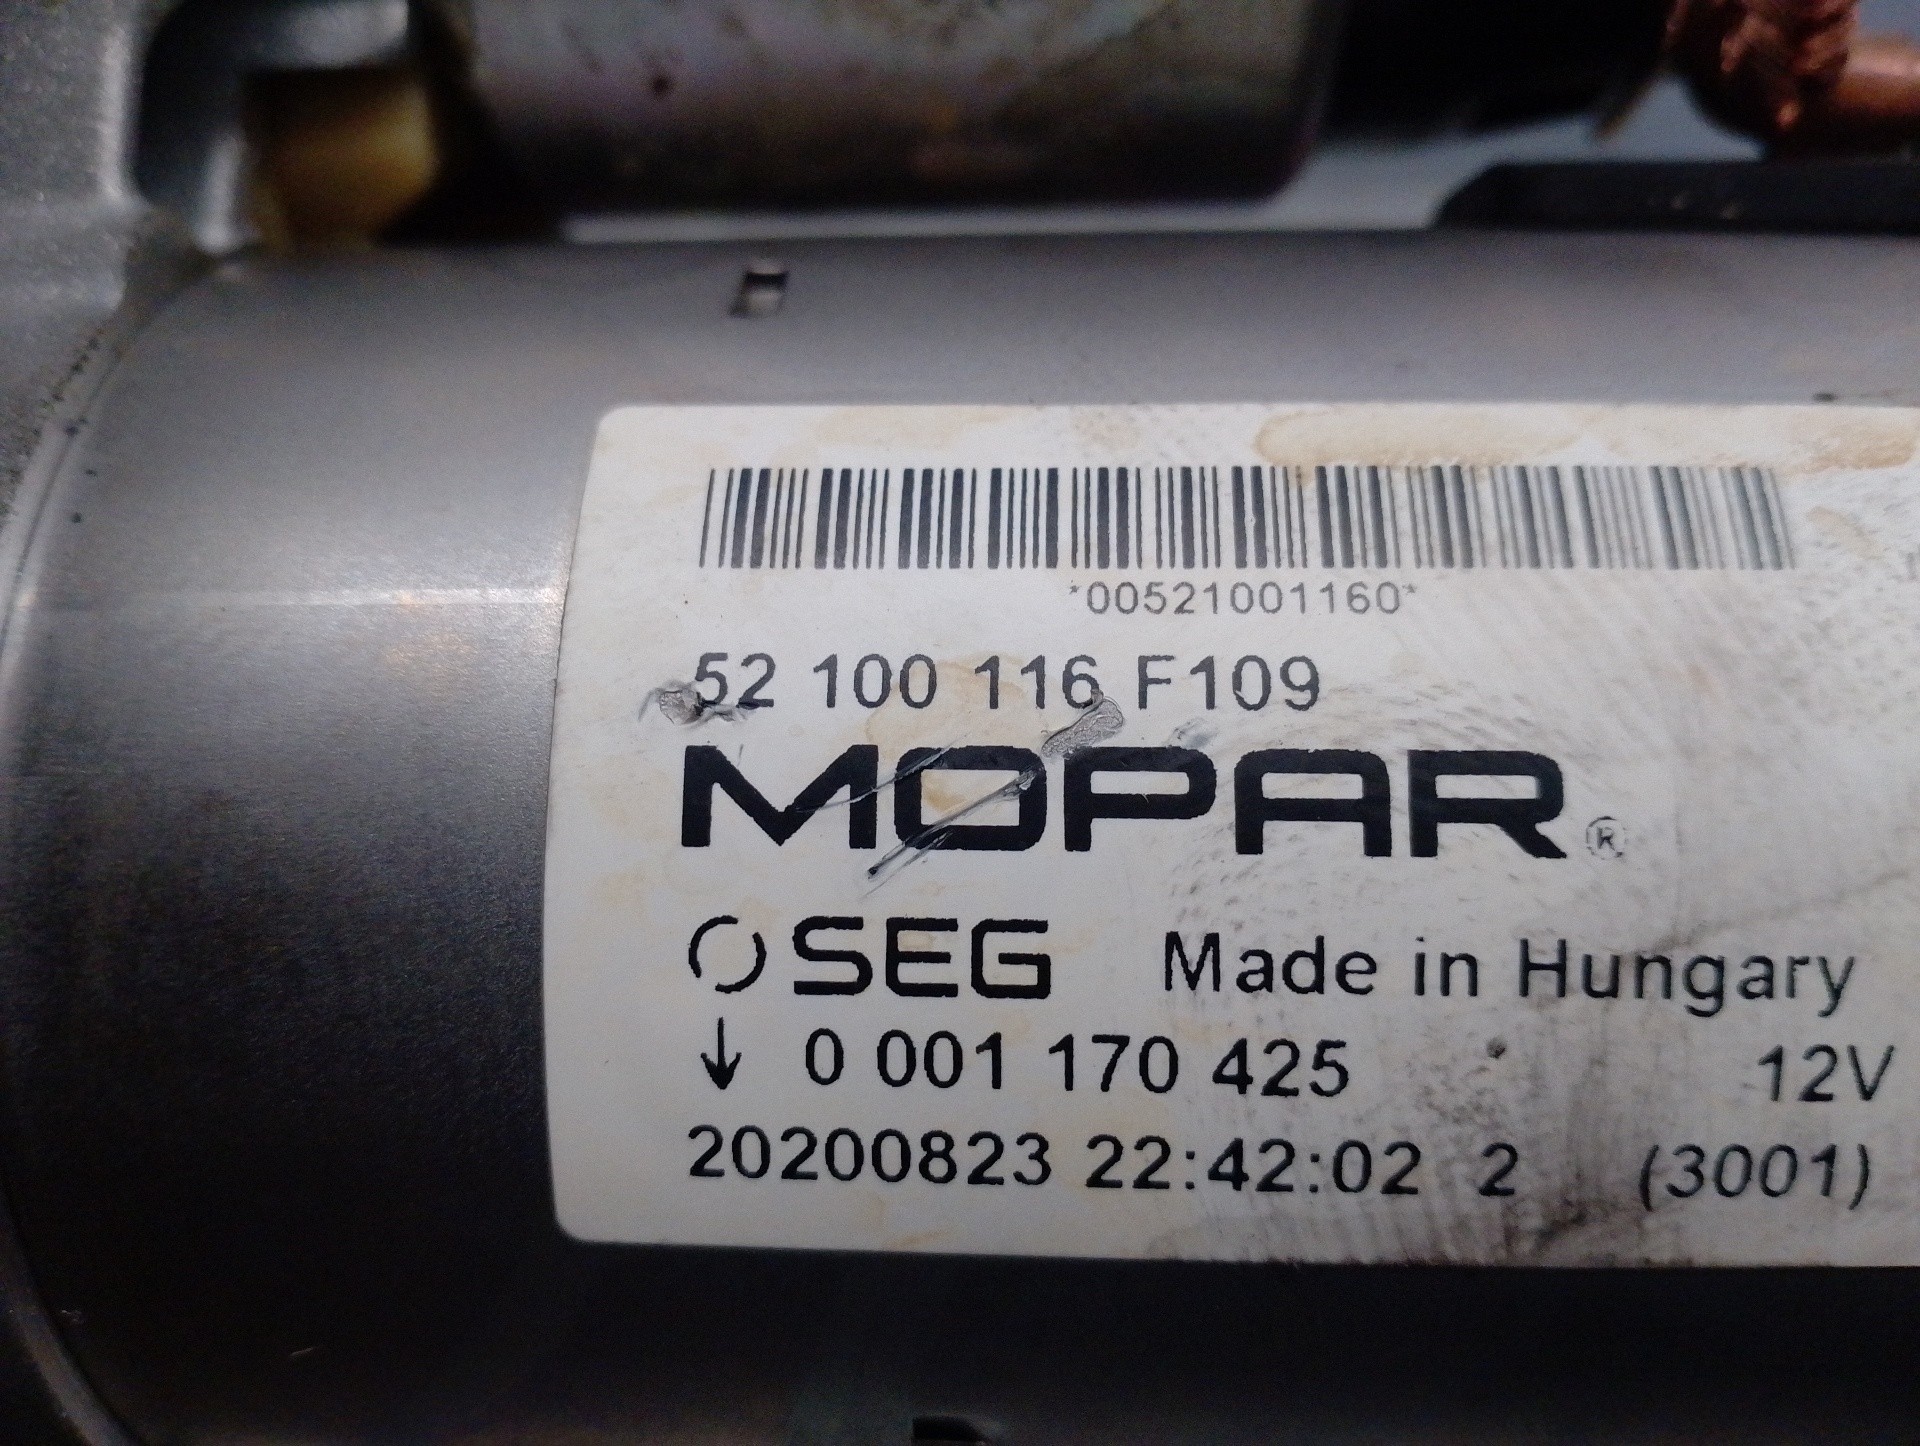 *00521001160*
52 100 116 F109
MOPAR®
SEG Made in Hungary
↓ 0 001 170 425 12V
20200823 22:42:02 2 (3001)